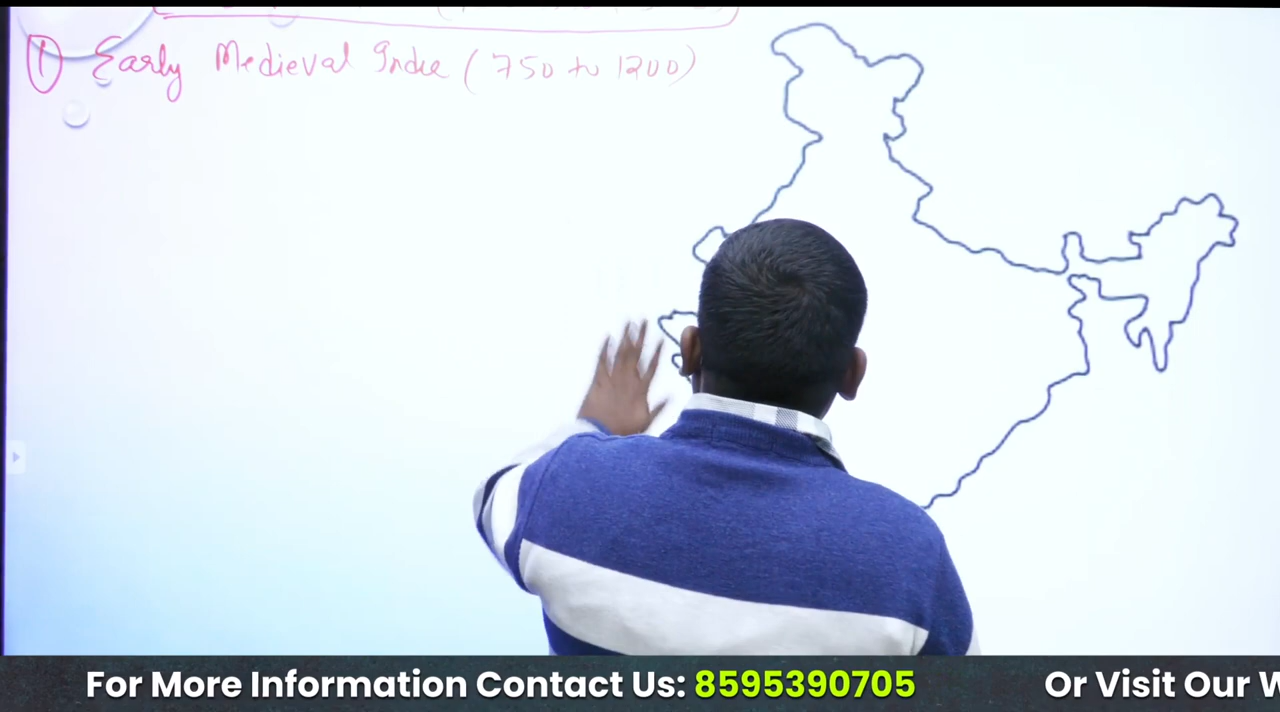 ① Early Medieval India (750 to 1200)
For More Information Contact Us: 8595390705 Or Visit Our W